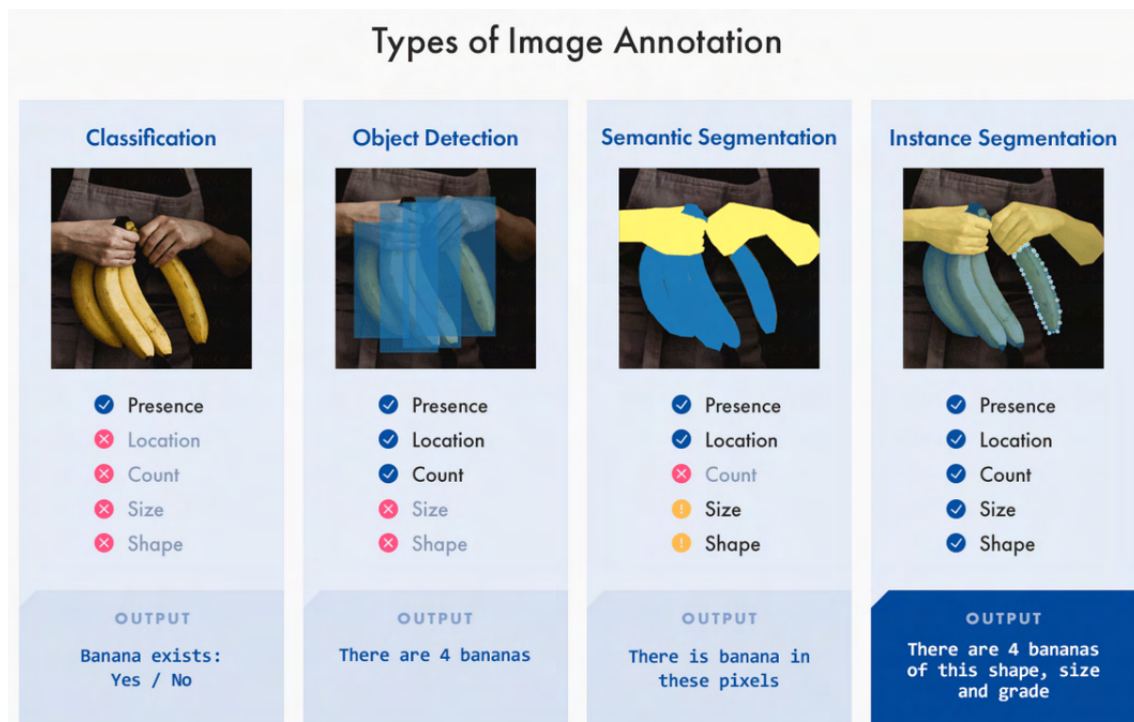 Types of Image Annotation
Classification
Presence
Location
Count
Size
Shape
OUTPUT
Banana exists:
Yes / No
Object Detection
Presence
Location
Count
Size
Shape
OUTPUT
There are 4 bananas
Semantic Segmentation
Presence
Location
Count
Size
Shape
OUTPUT
There is banana in
these pixels
Instance Segmentation
Presence
Location
Count
Size
Shape
OUTPUT
There are 4 bananas
of this shape, size
and grade